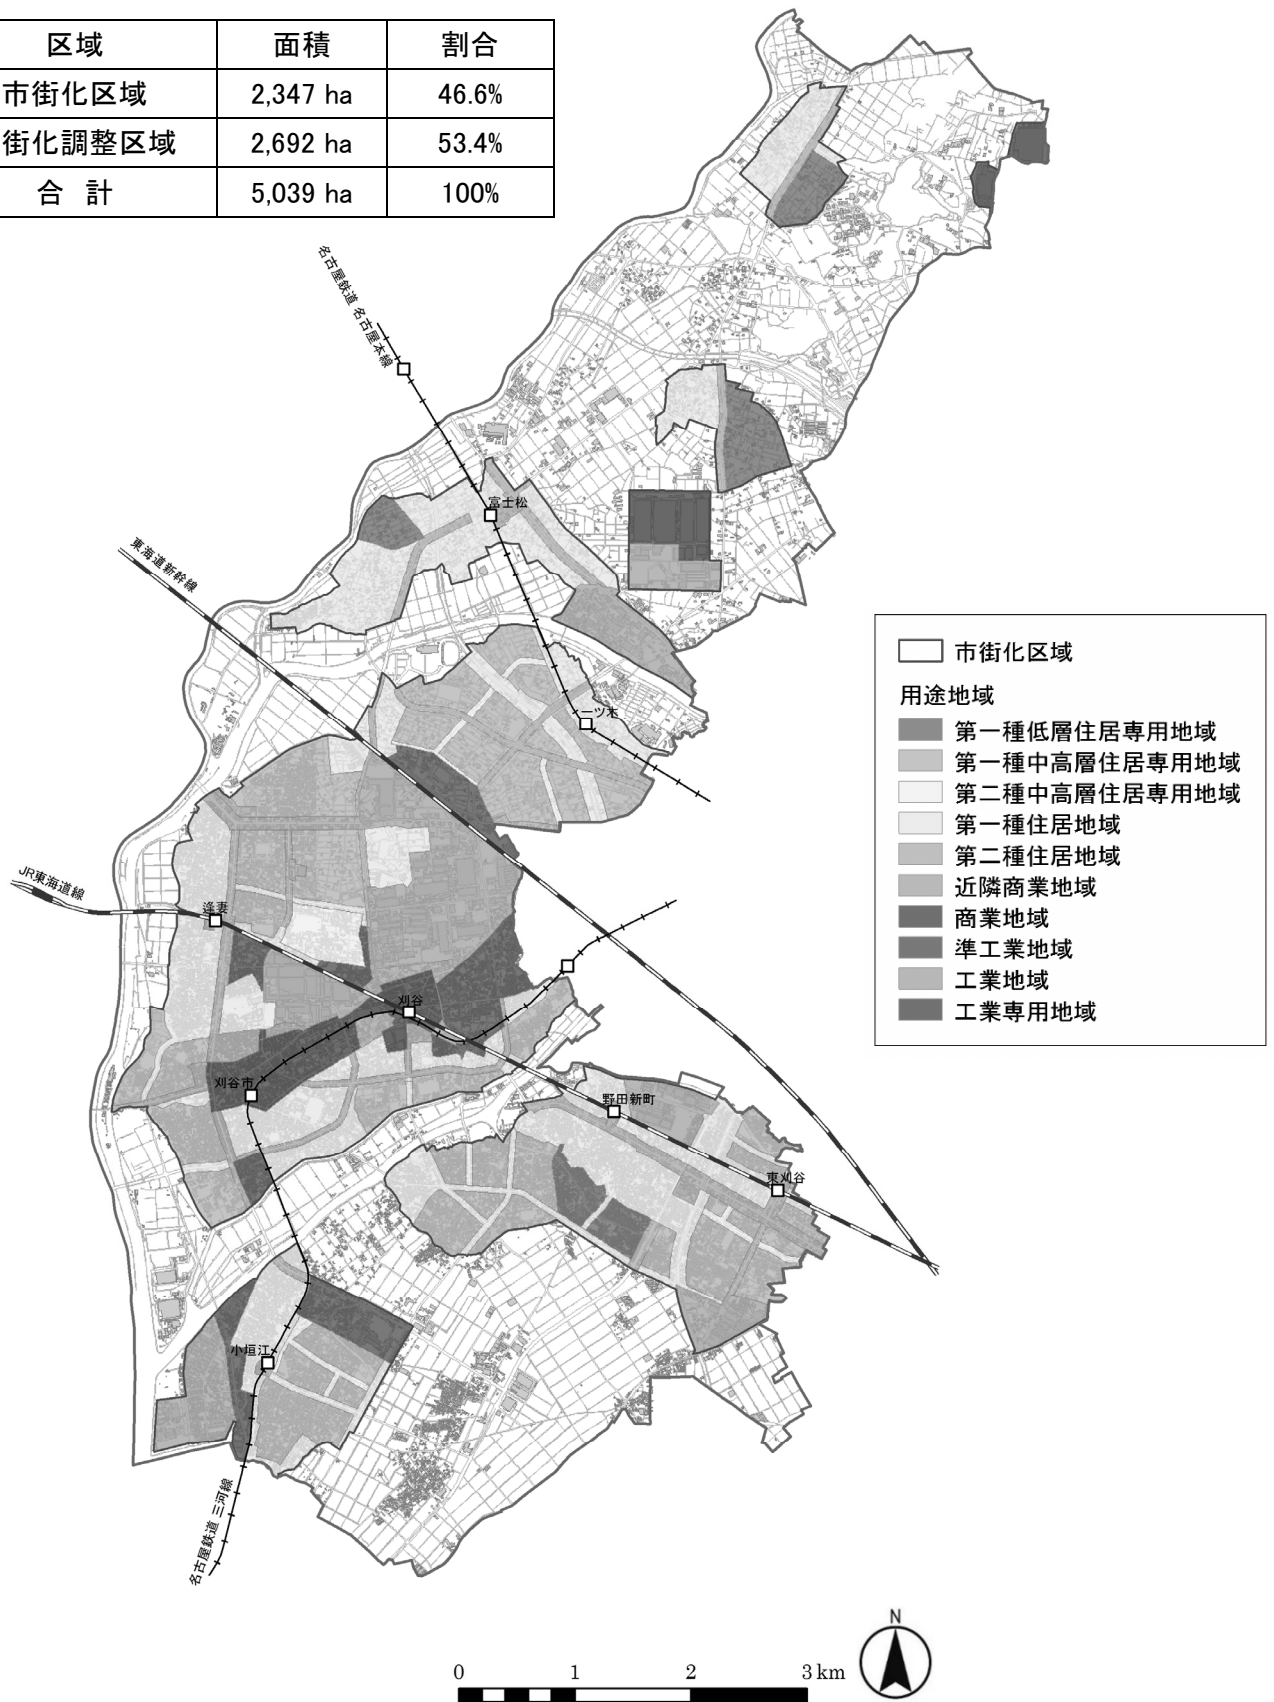 区域 面積 割合
市街化区域 2,347 ha 46.6%
街化調整区域 2,692 ha 53.4%
合 計 5,039 ha 100%
名古屋鉄道 名古屋本線
富士松
東海道新幹線
一ツ木
市街化区域
用途地域
第一種低層住居専用地域
第一種中高層住居専用地域
第二種中高層住居専用地域
第一種住居地域
第二種住居地域
近隣商業地域
商業地域
準工業地域
工業地域
工業専用地域
JR東海道線
逢妻
刈谷
刈谷市
野田新町
東刈谷
小垣江
名古屋鉄道 三河線
N
0 1 2 3 km